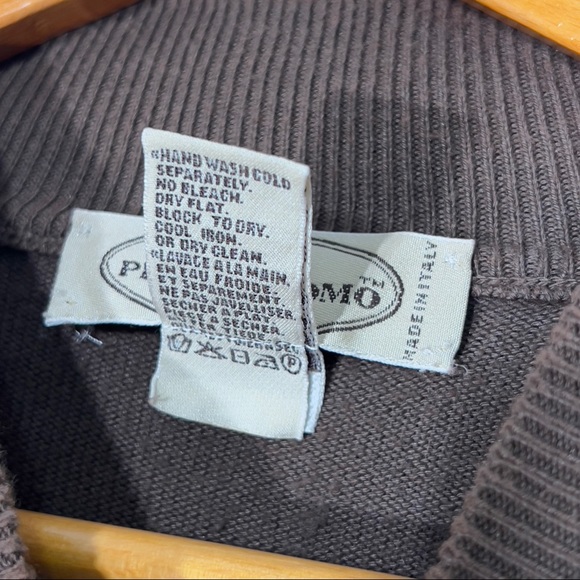 HAND WASH COLD
SEPARATELY.
NO BLEACH.
DRY FLAT.
BLOCK TO DRY.
COOL IRON.
OR DRY CLEAN.
LAVAGE A LA MAIN.
EN EAU FROIDE.
ET SEPAREMENT.
NE PAS JAVELLISER
SECHER A PLAT.
SECHER
MADE IN ITALY